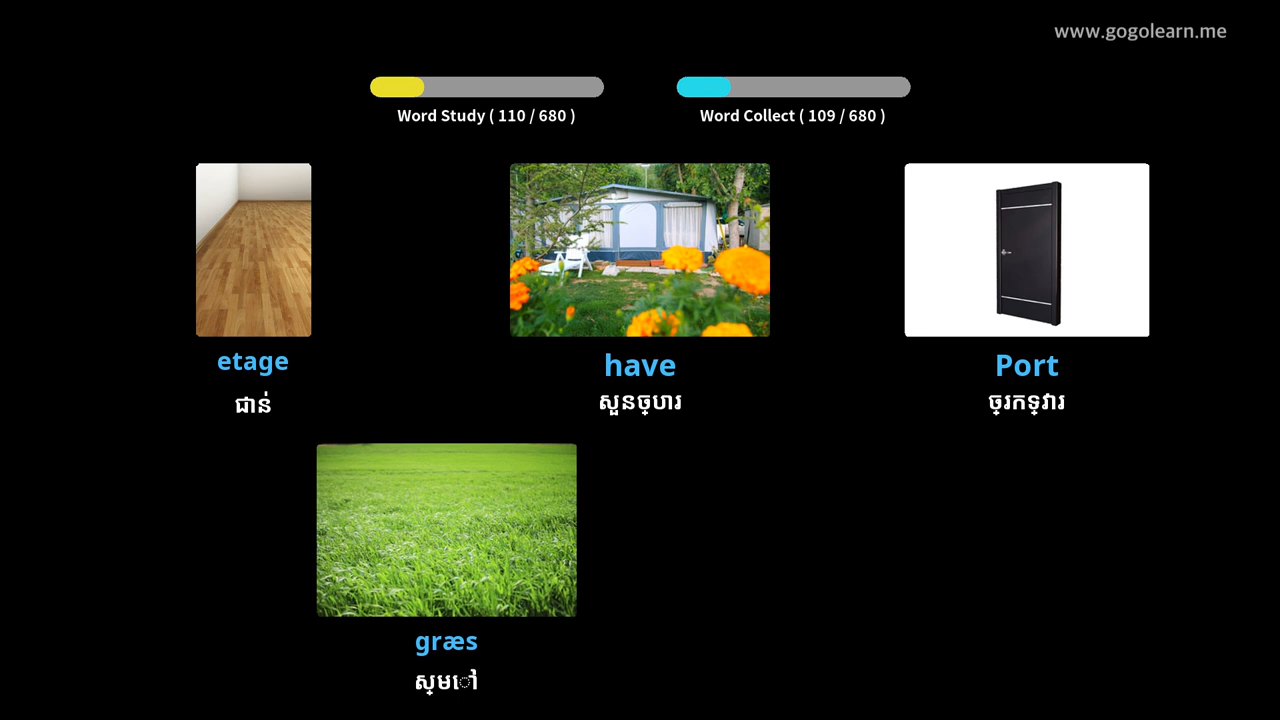 www.gogolearn.me
Word Study ( 110 / 680 )
Word Collect ( 109 / 680 )
etage
ជាន់
have
សួនច្បារ
Port
ច្រកទ្វារ
græs
ស្មៅ